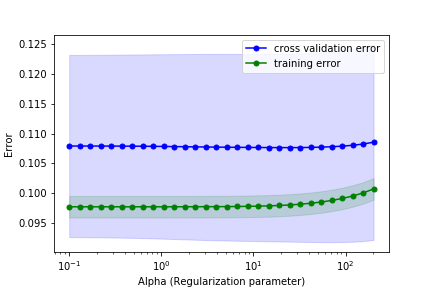 0.125
0.120
0.115
0.110
0.105
0.100
0.095
Error
cross validation error
training error
10⁻¹
10⁰
10¹
10²
Alpha (Regularization parameter)